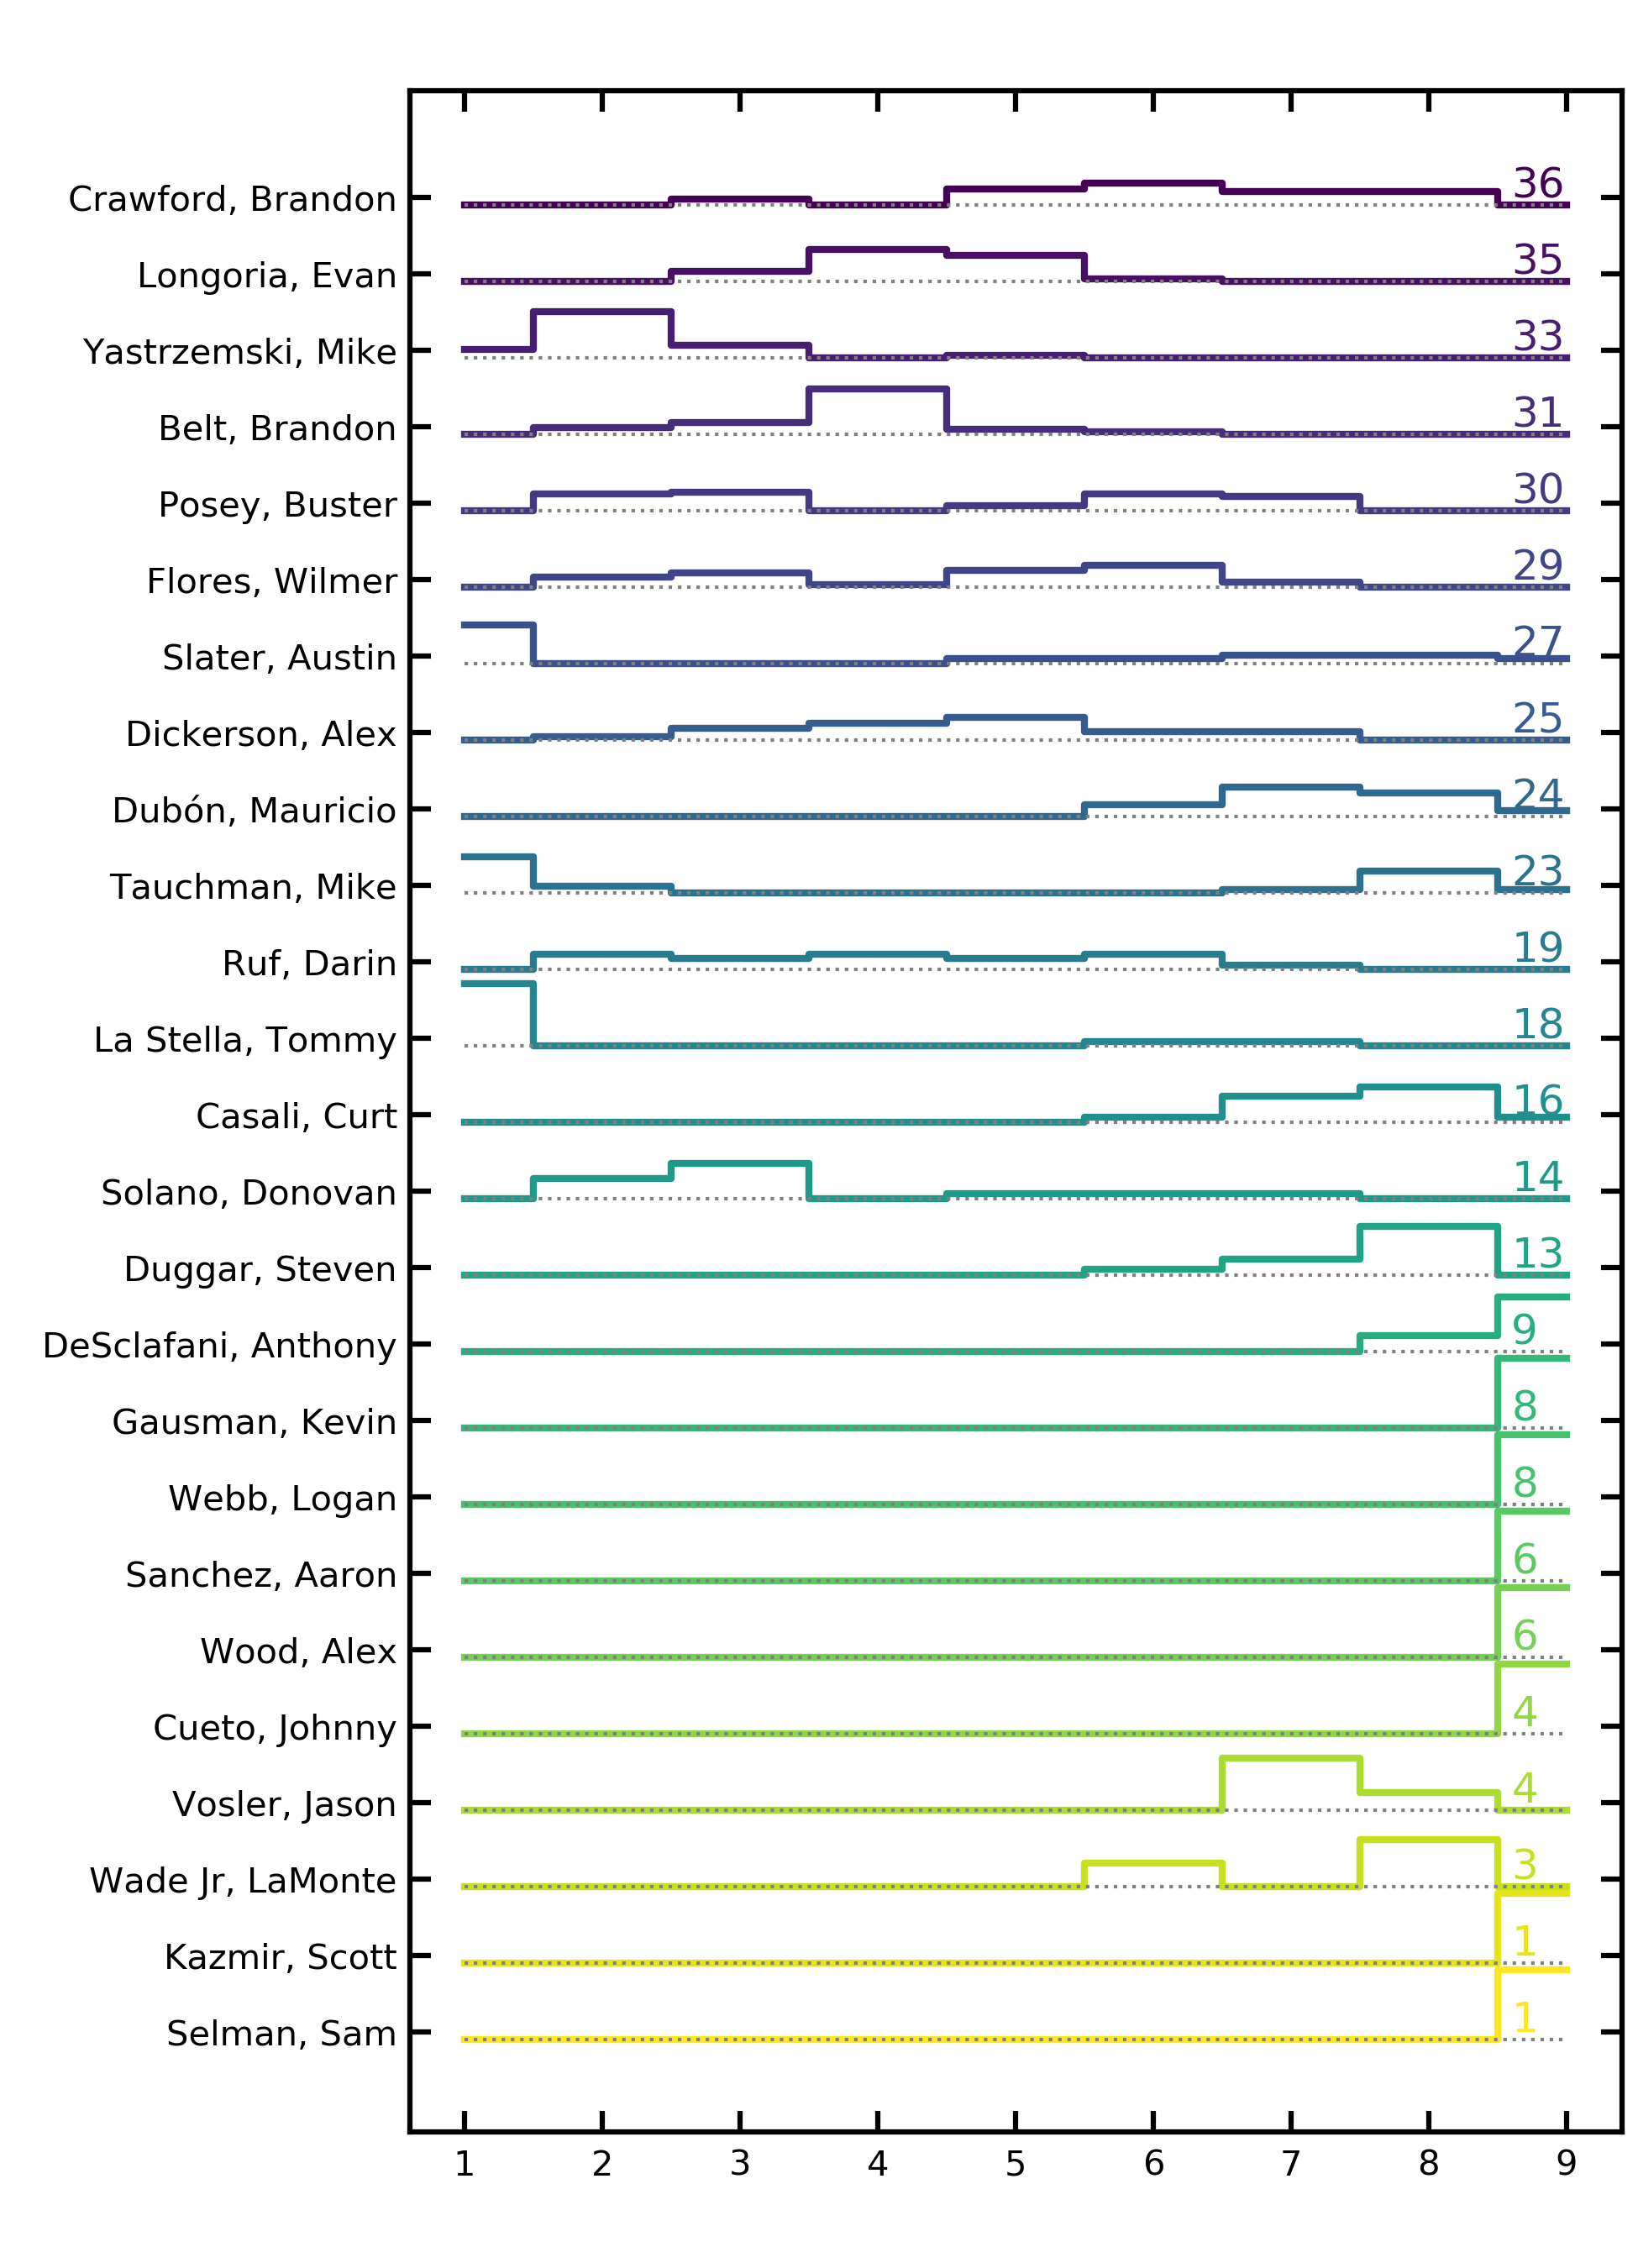 Crawford, Brandon 36
Longoria, Evan 35
Yastrzemski, Mike 33
Belt, Brandon 31
Posey, Buster 30
Flores, Wilmer 29
Slater, Austin 27
Dickerson, Alex 25
Dubón, Mauricio 24
Tauchman, Mike 23
Ruf, Darin 19
La Stella, Tommy 18
Casali, Curt 16
Solano, Donovan 14
Duggar, Steven 13
DeSclafani, Anthony 9
Gausman, Kevin 8
Webb, Logan 8
Sanchez, Aaron 6
Wood, Alex 6
Cueto, Johnny 4
Vosler, Jason 4
Wade Jr, LaMonte 3
Kazmir, Scott 1
Selman, Sam 1
1 2 3 4 5 6 7 8 9